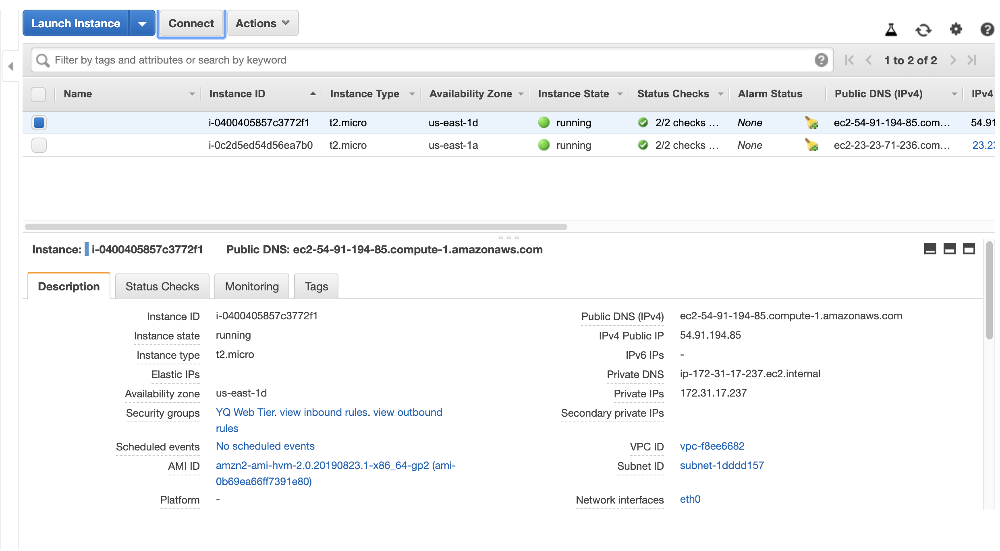 Launch Instance Connect Actions
Filter by tags and attributes or search by keyword 1 to 2 of 2
Name Instance ID Instance Type Availability Zone Instance State Status Checks Alarm Status Public DNS (IPv4) IPv4
i-0400405857c3772f1 t2.micro us-east-1d running 2/2 checks ... None ec2-54-91-194-85.com... 54.91
i-0c2d5ed54d56ea7b0 t2.micro us-east-1a running 2/2 checks ... None ec2-23-23-71-236.com... 23.23
Instance: i-0400405857c3772f1 Public DNS: ec2-54-91-194-85.compute-1.amazonaws.com
Description Status Checks Monitoring Tags
Instance ID i-0400405857c3772f1 Public DNS (IPv4) ec2-54-91-194-85.compute-1.amazonaws.com
Instance state running IPv4 Public IP 54.91.194.85
Instance type t2.micro IPv6 IPs -
Elastic IPs Private DNS ip-172-31-17-237.ec2.internal
Availability zone us-east-1d Private IPs 172.31.17.237
Security groups YQ Web Tier. view inbound rules. view outbound Secondary private IPs
rules
Scheduled events No scheduled events VPC ID vpc-f8ee6682
AMI ID amzn2-ami-hvm-2.0.20190823.1-x86_64-gp2 (ami- Subnet ID subnet-1dddd157
0b69ea66ff7391e80)
Platform - Network interfaces eth0